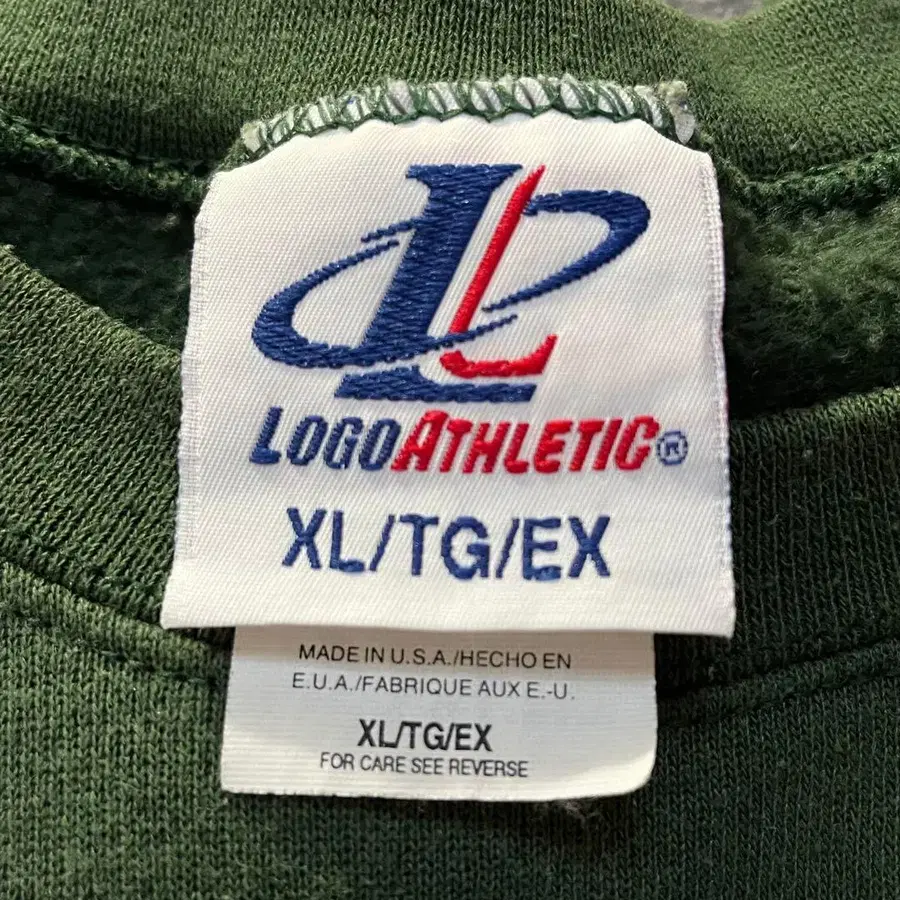 LOGOATHLETIC®
XL/TG/EX
MADE IN U.S.A./HECHO EN
E.U.A./FABRIQUE AUX E.-U.
XL/TG/EX
FOR CARE SEE REVERSE